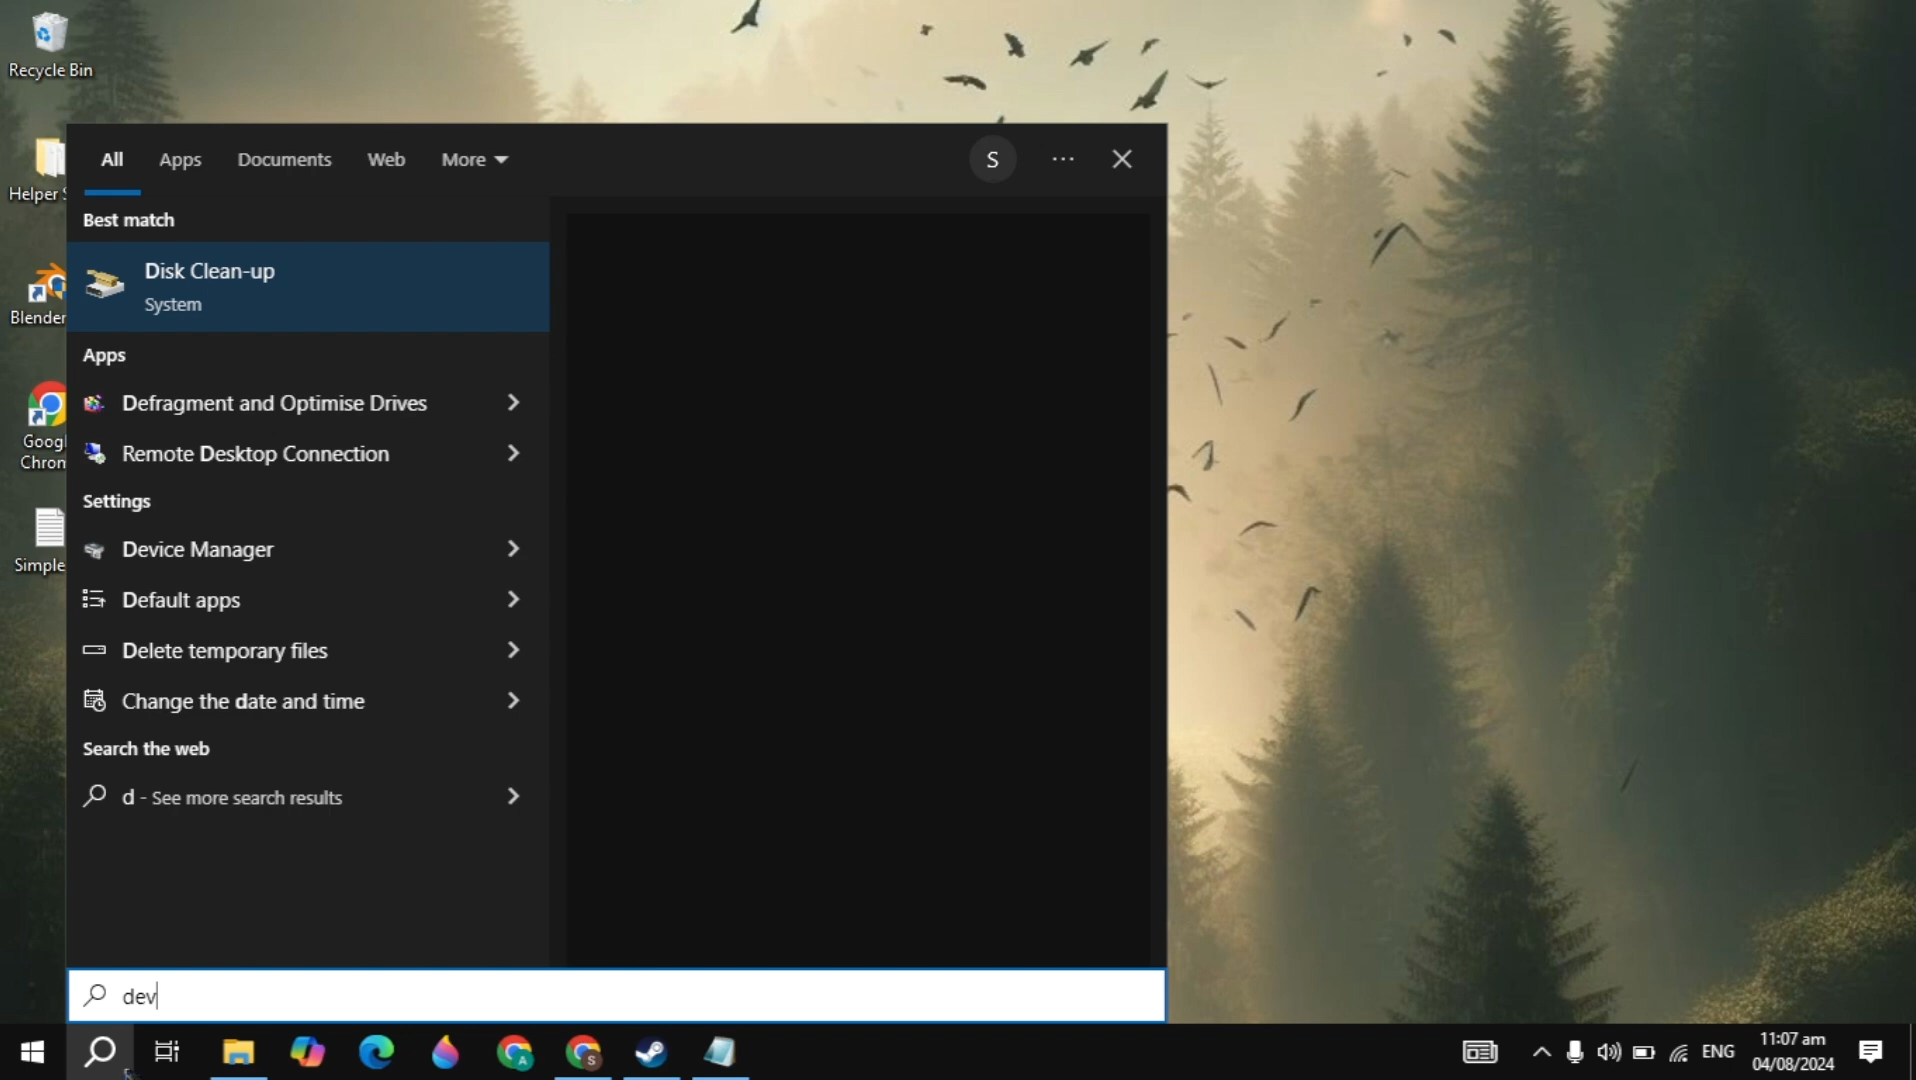 Recycle Bin
Helper S
Blender
Googl
Chrom
Simple
All
Apps
Documents
Web
More
S
Best match
Disk Clean-up
System
Apps
Defragment and Optimise Drives
Remote Desktop Connection
Settings
Device Manager
Default apps
Delete temporary files
Change the date and time
Search the web
d - See more search results
dev
A
S
ENG
11:07 am
04/08/2024